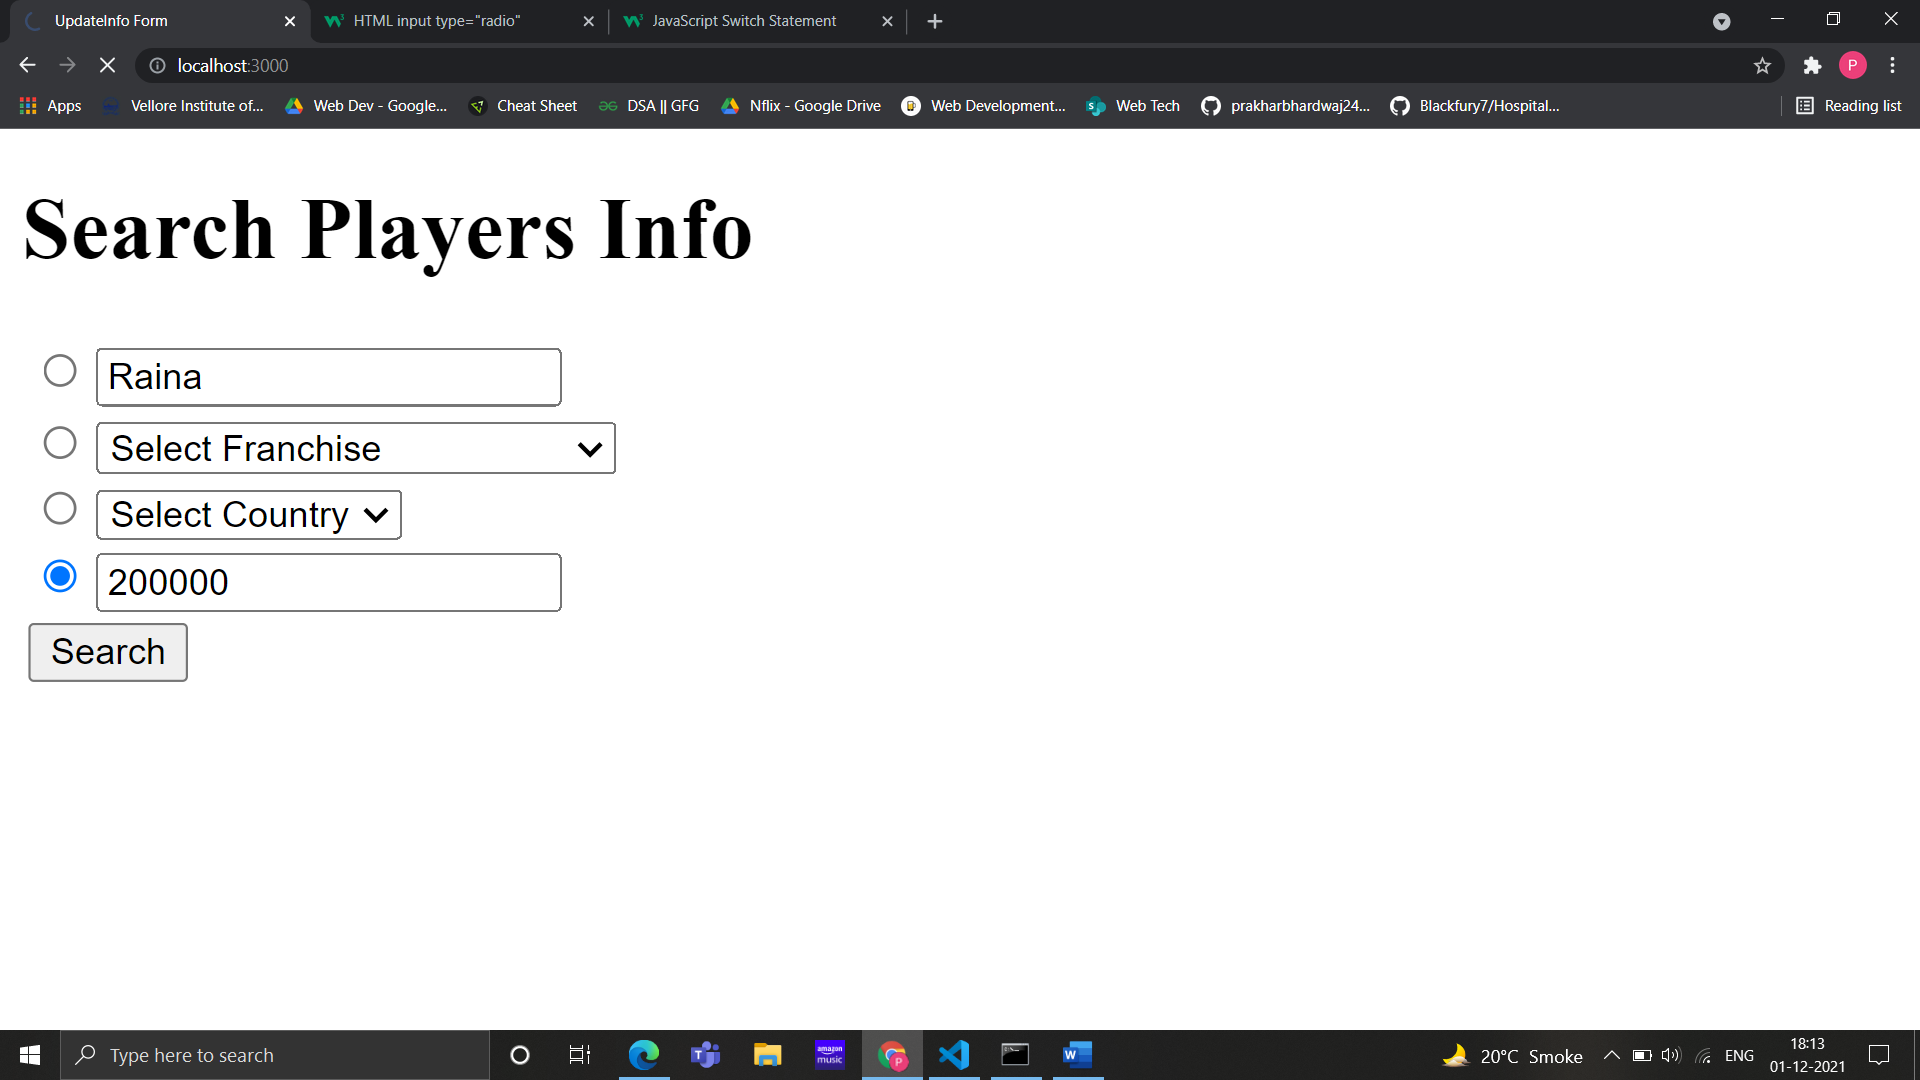 UpdateInfo Form
HTML input type="radio"
JavaScript Switch Statement
localhost:3000
P
Apps
Vellore Institute of...
Web Dev - Google...
Cheat Sheet
DSA || GFG
Nflix - Google Drive
Web Development...
Web Tech
prakharbhardwaj24...
Blackfury7/Hospital...
Reading list
Search Players Info
Raina
Select Franchise
Select Country
200000
Search
Type here to search
amazon
music
20°C Smoke
ENG
18:13
01-12-2021